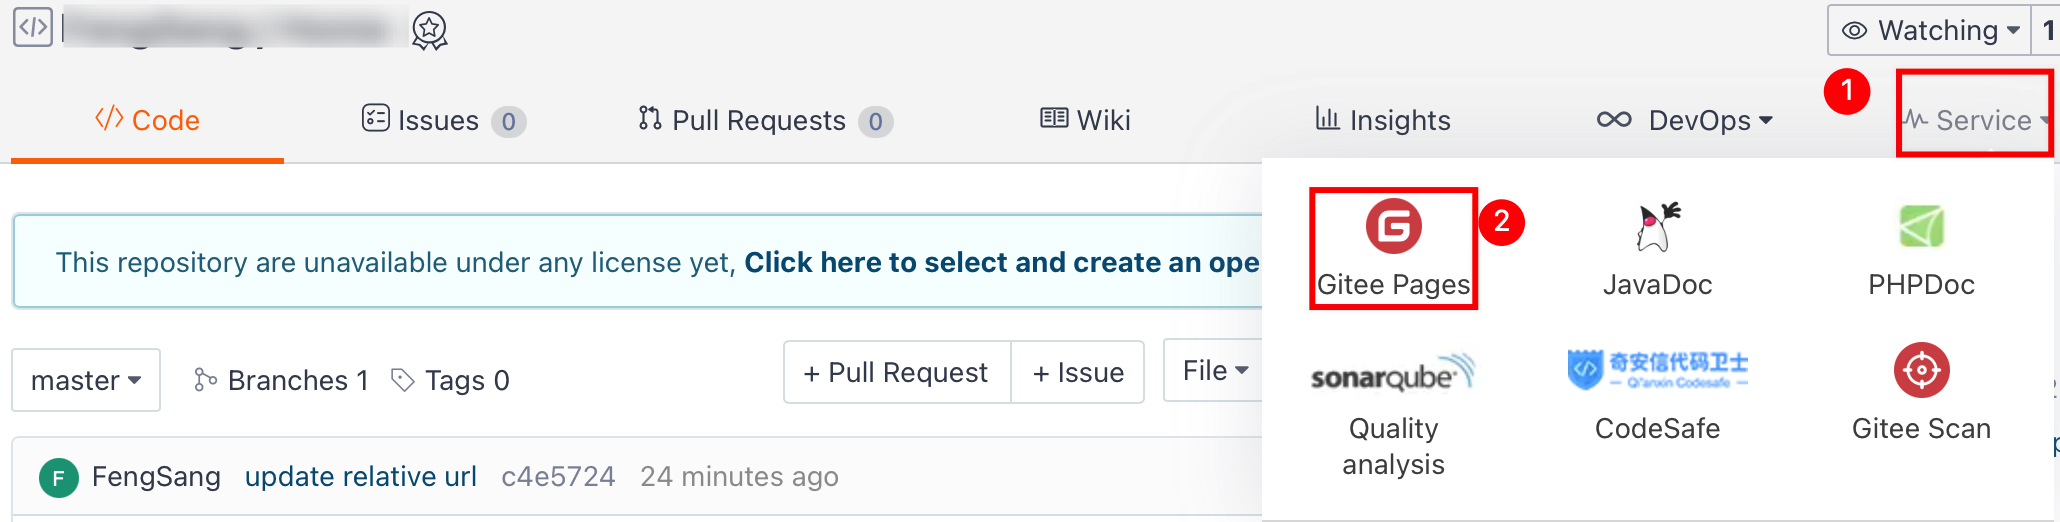 Watching 1
Code Issues 0 Pull Requests 0 Wiki Insights DevOps 1 Service
This repository are unavailable under any license yet, Click here to select and create an ope
G 2
Gitee Pages JavaDoc PHPDoc
master Branches 1 Tags 0 + Pull Request + Issue File
sonarqube 奇安信代码卫士
Qi'anxin Codesafe
Quality analysis CodeSafe Gitee Scan
F FengSang update relative url c4e5724 24 minutes ago